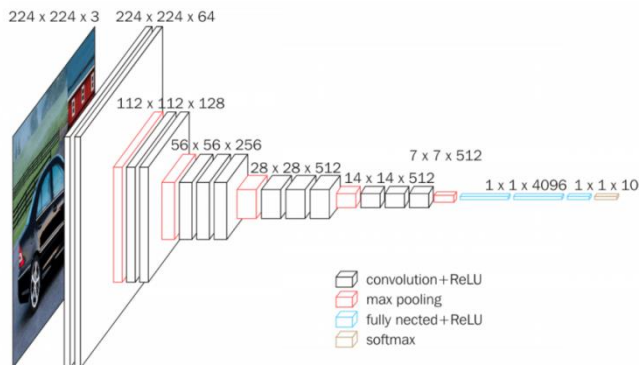 224 x 224 x 3
224 x 224 x 64
112 x 112 x 128
56 x 56 x 256
28 x 28 x 512
14 x 14 x 512
7 x 7 x 512
1 x 1 x 4096
1 x 1 x 10
convolution+ReLU
max pooling
fully nected+ReLU
softmax